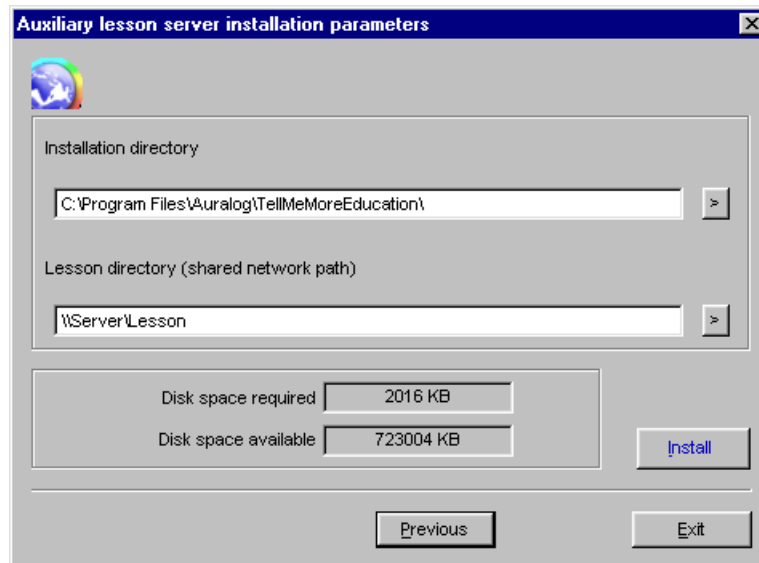 Auxiliary lesson server installation parameters
Installation directory
C:\Program Files\Auralog\TellMeMoreEducation\
>
Lesson directory (shared network path)
\\Server\Lesson
>
Disk space required 2016 KB
Disk space available 723004 KB
Install
Previous Exit